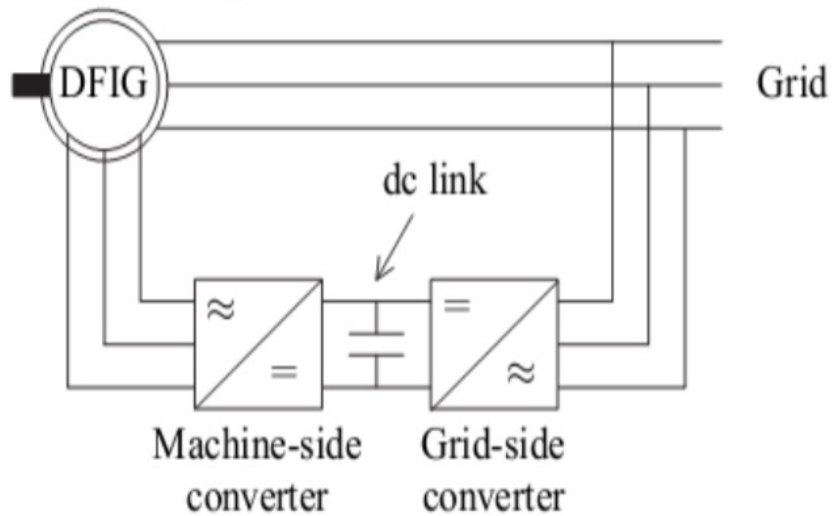 DFIG
Grid
dc link
≈
=
=
≈
Machine-side
converter
Grid-side
converter